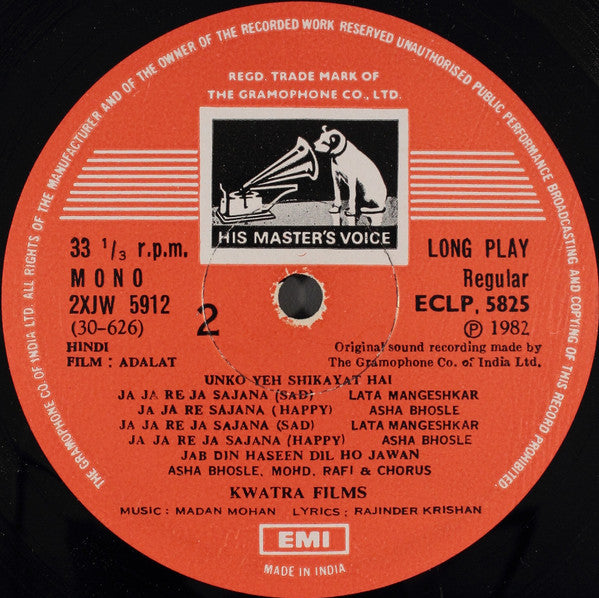 THE GRAMOPHONE CO. OF INDIA LTD. ALL RIGHTS OF THE MANUFACTURER AND OF THE OWNER OF THE RECORDED WORK RESERVED UNAUTHORISED PUBLIC PERFORMANCE BROADCASTING AND COPYING OF THIS RECORD PROHIBITED.
REGD. TRADE MARK OF
THE GRAMOPHONE CO., LTD.
HIS MASTER'S VOICE
33 1/3 r.p.m.
MONO
2XJW 5912
(30-626)
2
HINDI
FILM : ADALAT
LONG PLAY
Regular
ECLP, 5825
℗ 1982
Original sound recording made by
The Gramophone Co. of India Ltd.
UNKO YEH SHIKAYAT HAI
JA JA RE JA SAJANA (SAD) LATA MANGESHKAR
JA JA RE JA SAJANA (HAPPY) ASHA BHOSLE
JA JA RE JA SAJANA (SAD) LATA MANGESHKAR
JA JA RE JA SAJANA (HAPPY) ASHA BHOSLE
JAB DIN HASEEN DIL HO JAWAN
ASHA BHOSLE, MOHD. RAFI & CHORUS
KWATRA FILMS
MUSIC : MADAN MOHAN LYRICS : RAJINDER KRISHAN
EMI
MADE IN INDIA